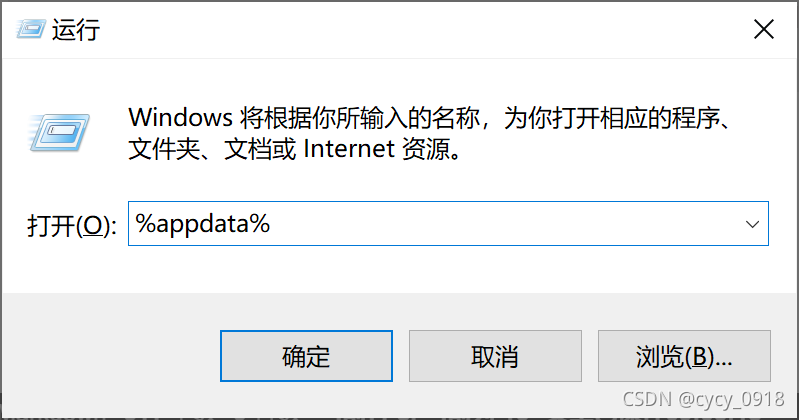 运行
Windows 将根据你所输入的名称，为你打开相应的程序、
文件夹、文档或 Internet 资源。
打开(O): %appdata%
确定 取消 浏览(B)...
CSDN @cycy_0918